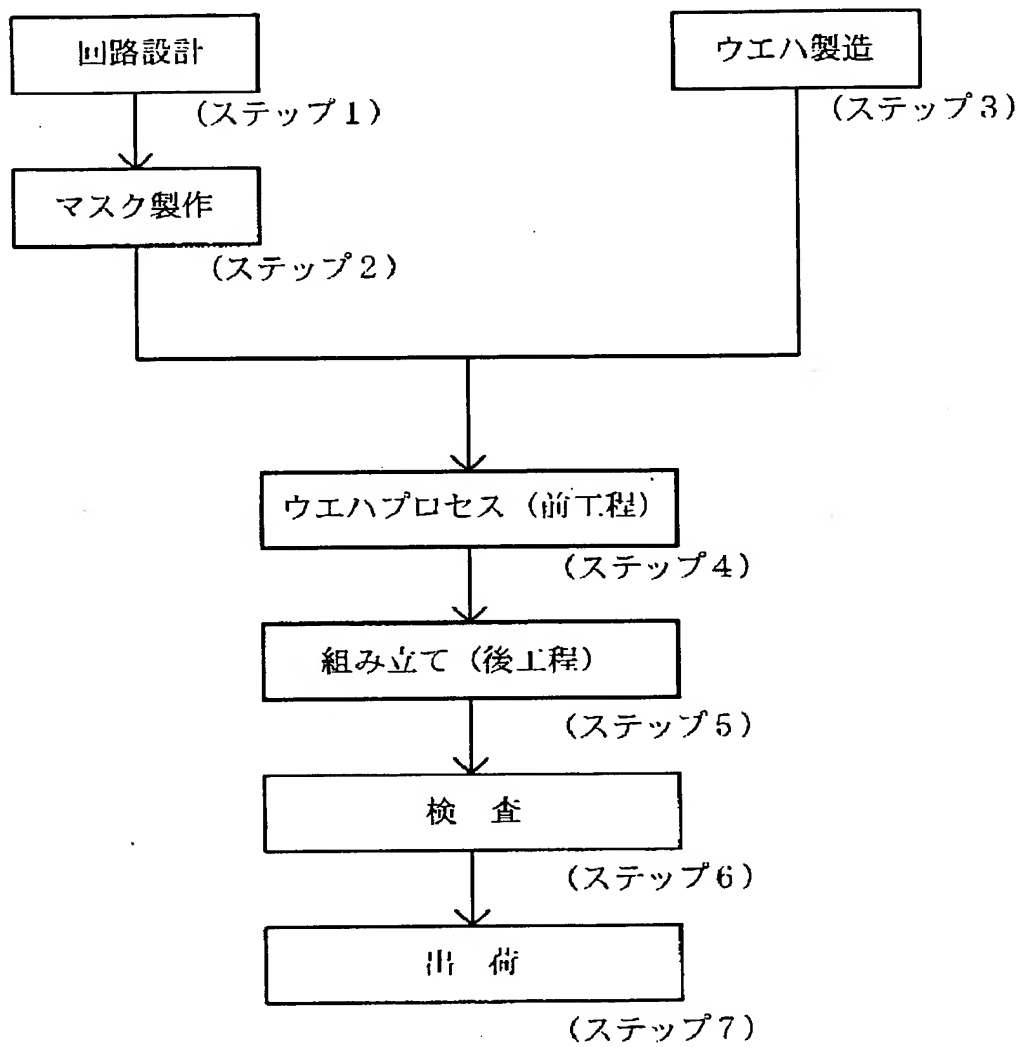 回路設計
(ステップ1)
マスク製作
(ステップ2)
ウエハ製造
(ステップ3)
ウエハプロセス(前工程)
(ステップ4)
組み立て(後工程)
(ステップ5)
検 査
(ステップ6)
出 荷
(ステップ7)